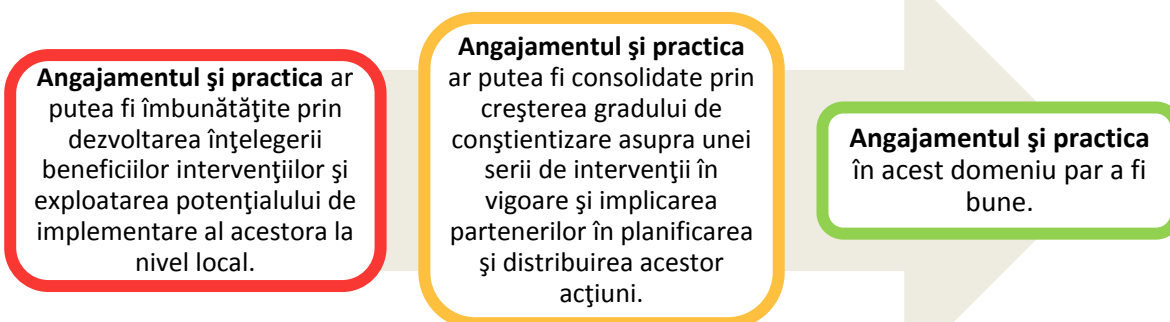 Angajamentul şi practica ar
putea fi îmbunătăţite prin
dezvoltarea înţelegerii
beneficiilor intervenţiilor şi
exploatarea potenţialului de
implementare al acestora la
nivel local.
Angajamentul şi practica
ar putea fi consolidate prin
creşterea gradului de
conştientizare asupra unei
serii de intervenţii în
vigoare şi implicarea
partenerilor în planificarea
şi distribuirea acestor
acţiuni.
Angajamentul şi practica
în acest domeniu par a fi
bune.